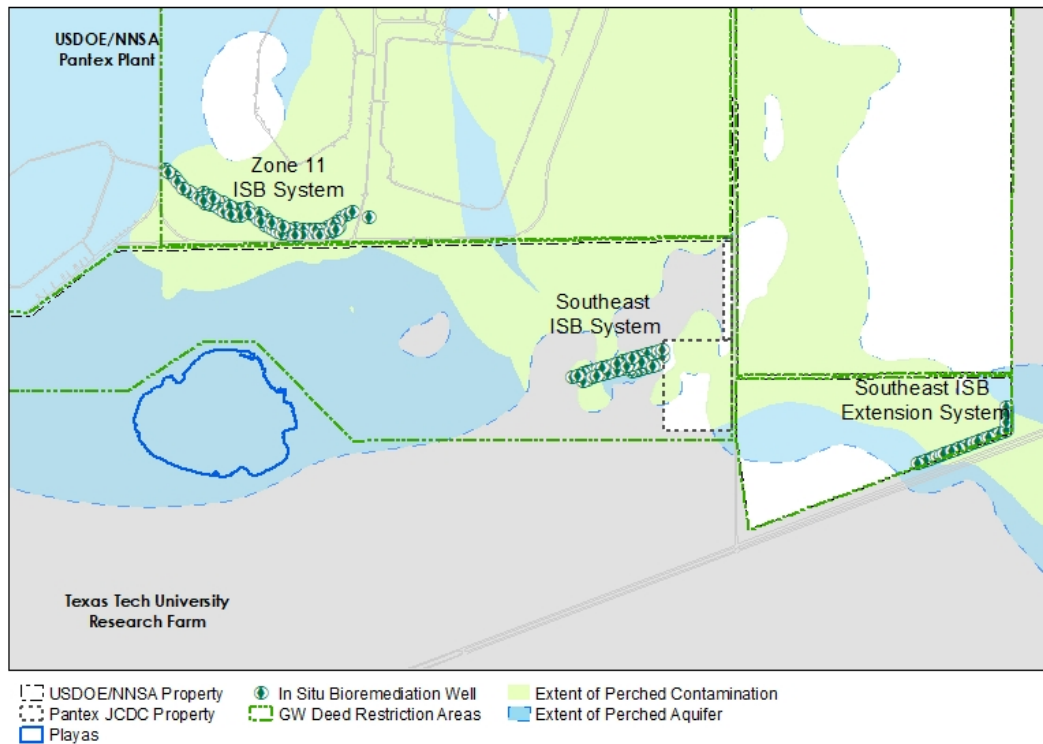 USDOE/NNSA
Pantex Plant
Zone 11
ISB System
Southeast
ISB System
Southeast ISB
Extension System
Texas Tech University
Research Farm
USDOE/NNSA Property
In Situ Bioremediation Well
Extent of Perched Contamination
Pantex JCDC Property
GW Deed Restriction Areas
Extent of Perched Aquifer
Playas